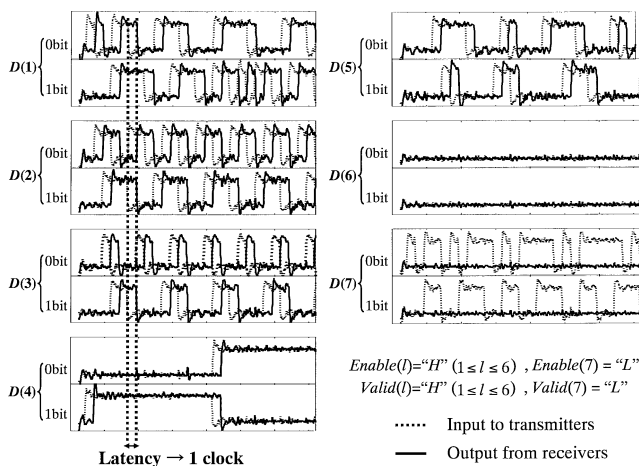 D(1) 0bit 1bit
D(2) 0bit 1bit
D(3) 0bit 1bit
D(4) 0bit 1bit
Latency → 1 clock
D(5) 0bit 1bit
D(6) 0bit 1bit
D(7) 0bit 1bit
Enable(l)=“H” (1 ≤ l ≤ 6) , Enable(7) = “L”
Valid(l)=“H” (1 ≤ l ≤ 6) , Valid(7) = “L”
Input to transmitters
Output from receivers